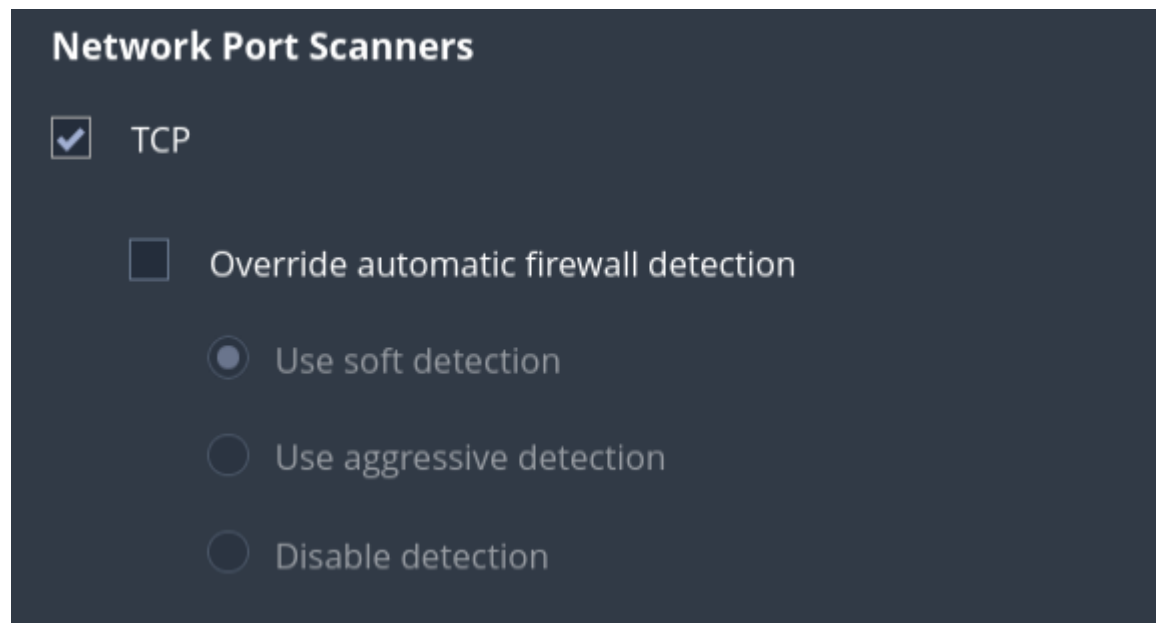 Network Port Scanners
TCP
Override automatic firewall detection
Use soft detection
Use aggressive detection
Disable detection